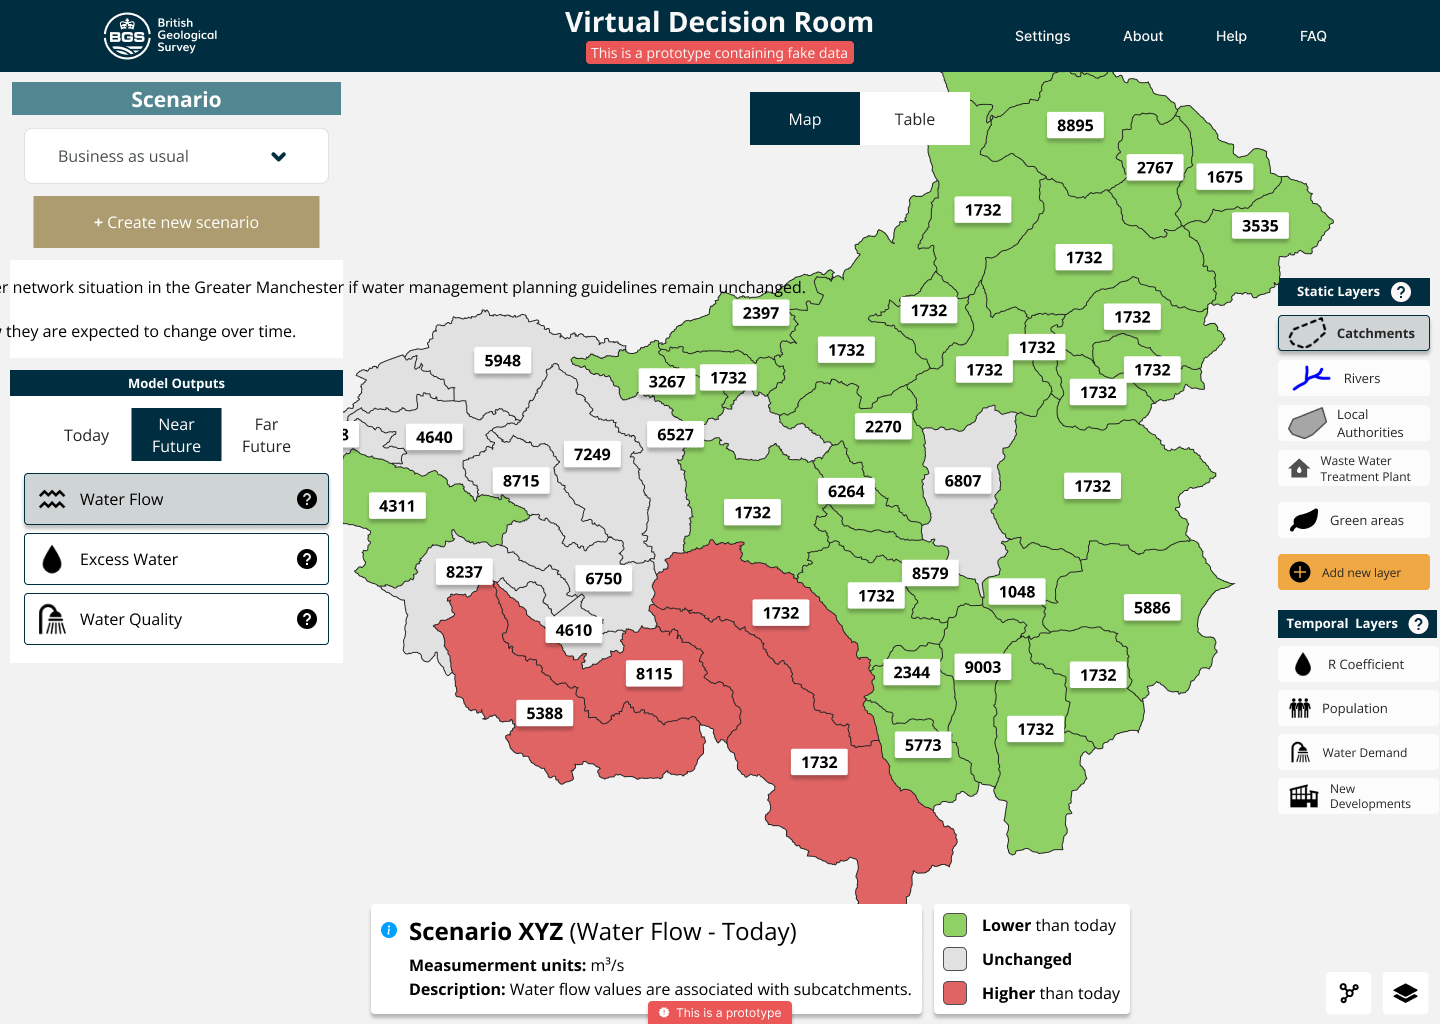 BGS
British
Geological
Survey
Virtual Decision Room
This is a prototype containing fake data
Settings
About
Help
FAQ
Scenario
Business as usual
+ Create new scenario
network situation in the Greater Manchester if water management planning guidelines remain unchanged.
they are expected to change over time.
Model Outputs
Today
Near
Future
Far
Future
Water Flow ?
Excess Water ?
Water Quality ?
Map
Table
8895
2767
1675
1732
3535
1732
2397
1732
1732
1732
1732
5948
1732
1732
3267
1732
1732
2270
6527
4640
7249
8715
6807
1732
6264
4311
1732
8237
6750
8579
1048
1732
5886
1732
4610
8115
2344
9003
1732
5388
1732
5773
1732
Static Layers ?
Catchments
Rivers
Local
Authorities
Waste Water
Treatment Plant
Green areas
Add new layer
Temporal Layers ?
R Coefficient
Population
Water Demand
New
Developments
Scenario XYZ (Water Flow - Today)
Measumerment units: m³/s
Description: Water flow values are associated with subcatchments.
This is a prototype
Lower than today
Unchanged
Higher than today